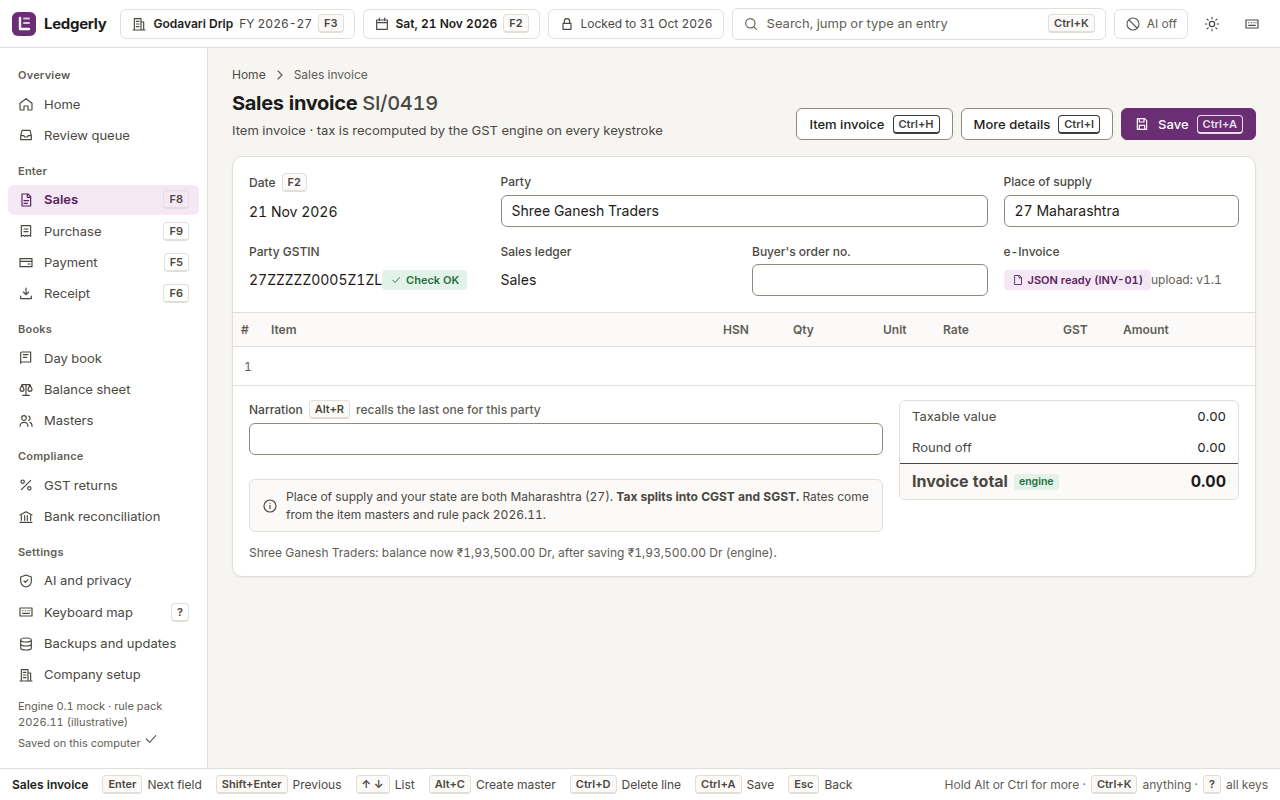 Ledgerly
Godavari Drip FY 2026-27 F3
Sat, 21 Nov 2026 F2
Locked to 31 Oct 2026
Search, jump or type an entry Ctrl+K
AI off
Overview
Home
Review queue
Enter
Sales F8
Purchase F9
Payment F5
Receipt F6
Books
Day book
Balance sheet
Masters
Compliance
GST returns
Bank reconciliation
Settings
AI and privacy
Keyboard map ?
Backups and updates
Company setup
Engine 0.1 mock · rule pack
2026.11 (illustrative)
Saved on this computer
Home > Sales invoice
Sales invoice SI/0419
Item invoice · tax is recomputed by the GST engine on every keystroke
Item invoice Ctrl+H
More details Ctrl+I
Save Ctrl+A
Date F2
21 Nov 2026
Party
Shree Ganesh Traders
Place of supply
27 Maharashtra
Party GSTIN
27ZZZZZ0005Z1ZL Check OK
Sales ledger
Sales
Buyer's order no.
e-Invoice
JSON ready (INV-01) upload: v1.1
# Item HSN Qty Unit Rate GST Amount
1
Narration Alt+R recalls the last one for this party
Place of supply and your state are both Maharashtra (27). Tax splits into CGST and SGST. Rates come
from the item masters and rule pack 2026.11.
Shree Ganesh Traders: balance now ₹1,93,500.00 Dr, after saving ₹1,93,500.00 Dr (engine).
Taxable value 0.00
Round off 0.00
Invoice total engine 0.00
Sales invoice Enter Next field Shift+Enter Previous ↑↓ List Alt+C Create master Ctrl+D Delete line Ctrl+A Save Esc Back
Hold Alt or Ctrl for more · Ctrl+K anything · ? all keys